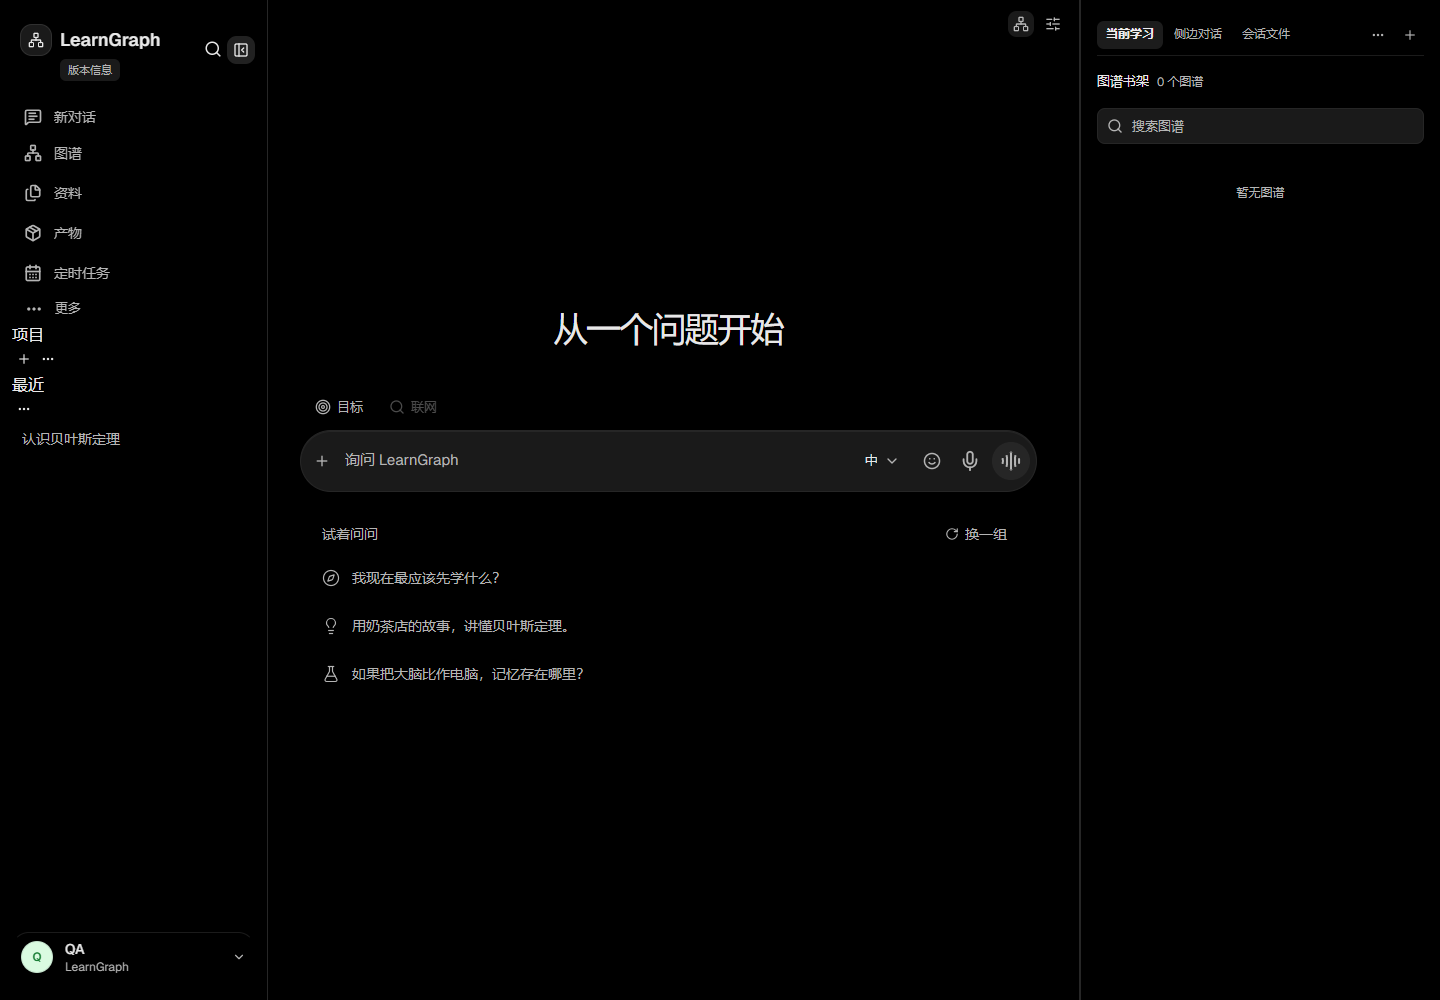 LearnGraph
版本信息
新对话
图谱
资料
产物
定时任务
更多
项目
最近
认识贝叶斯定理
Q
QA
LearnGraph
从一个问题开始
目标
联网
询问 LearnGraph
中
试着问问
换一组
我现在最应该先学什么？
用奶茶店的故事，讲懂贝叶斯定理。
如果把大脑比作电脑，记忆存在哪里？
当前学习
侧边对话
会话文件
图谱书架 0 个图谱
搜索图谱
暂无图谱